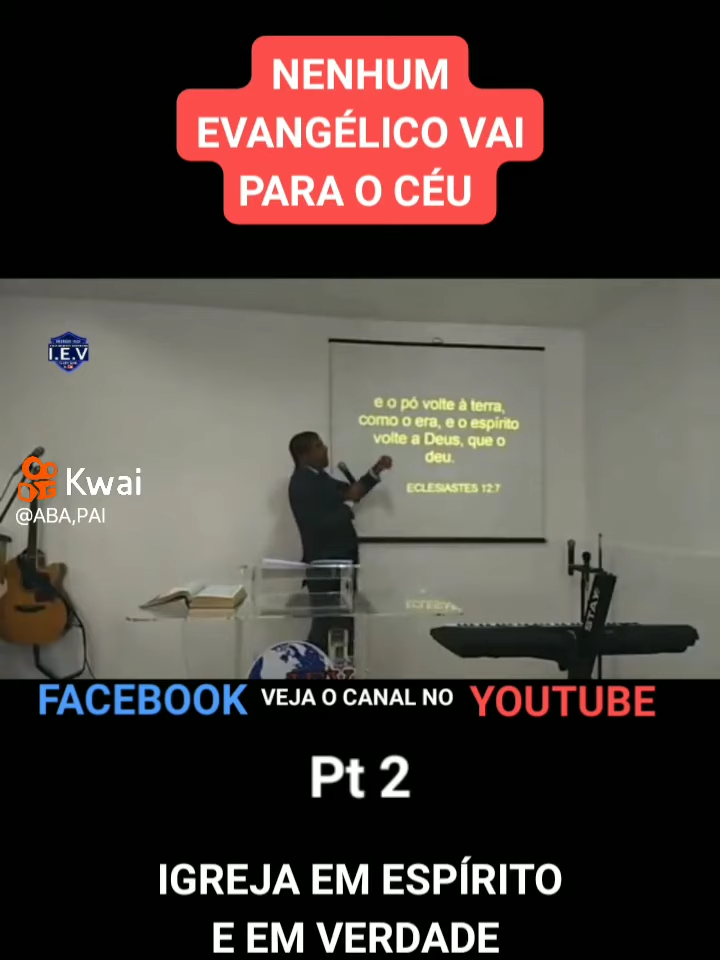 NENHUM
EVANGÉLICO VAI
PARA O CÉU
I.E.V
e o pó volte à terra,
como o era, e o espírito
volte a Deus, que o
deu.
ECLESIASTES 12:7
Kwai
@ABA,PAI
FACEBOOK VEJA O CANAL NO YOUTUBE
Pt 2
IGREJA EM ESPÍRITO
E EM VERDADE